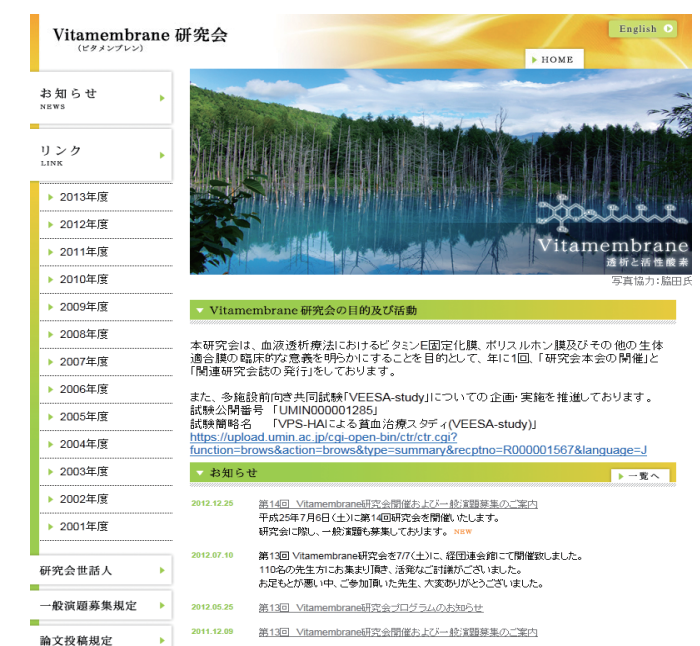 Vitamembrane 研究会
（ビタメンブレン）
English
HOME
お知らせ
NEWS
リンク
LINK
2013年度
2012年度
2011年度
2010年度
2009年度
2008年度
2007年度
2006年度
2005年度
2004年度
2003年度
2002年度
2001年度
研究会世話人
一般演題募集規定
論文投稿規定
Vitamembrane
透析と活性酸素
写真協力：脇田氏
Vitamembrane 研究会の目的及び活動
本研究会は、血液透析療法におけるビタミンE固定化膜、ポリスルホン膜及びその他の生体
適合膜の臨床的な意義を明らかにすることを目的として、年に1回、「研究会本会の開催」と
「関連研究会誌の発行」をしております。
また、多施設前向き共同試験「VEESA-study」についての企画・実施を推進しております。
試験公開番号 「UMIN000001285」
試験簡略名 「VPS-HAによる貧血治療スタディ(VEESA-study)」
https://upload.umin.ac.jp/cgi-open-bin/ctr/ctr.cgi?
function=brows&action=brows&type=summary&recptno=R000001567&language=J
お知らせ
一覧へ
2012.12.25 第14回 Vitamembrane研究会開催および一般演題募集のご案内
平成25年7月6日（土）に第14回研究会を開催いたします。
研究会に際し、一般演題も募集しております。 NEW
2012.07.10 第13回 Vitamembrane研究会を7/7（土）に、経団連会館にて開催致しました。
110名の先生方にお集まり頂き、活発なご討議がございました。
お足もとが悪い中、ご参加頂いた先生、大変ありがとうございました。
2012.05.25 第13回 Vitamembrane研究会プログラムのお知らせ
2011.12.09 第13回 Vitamembrane研究会開催および一般演題募集のご案内